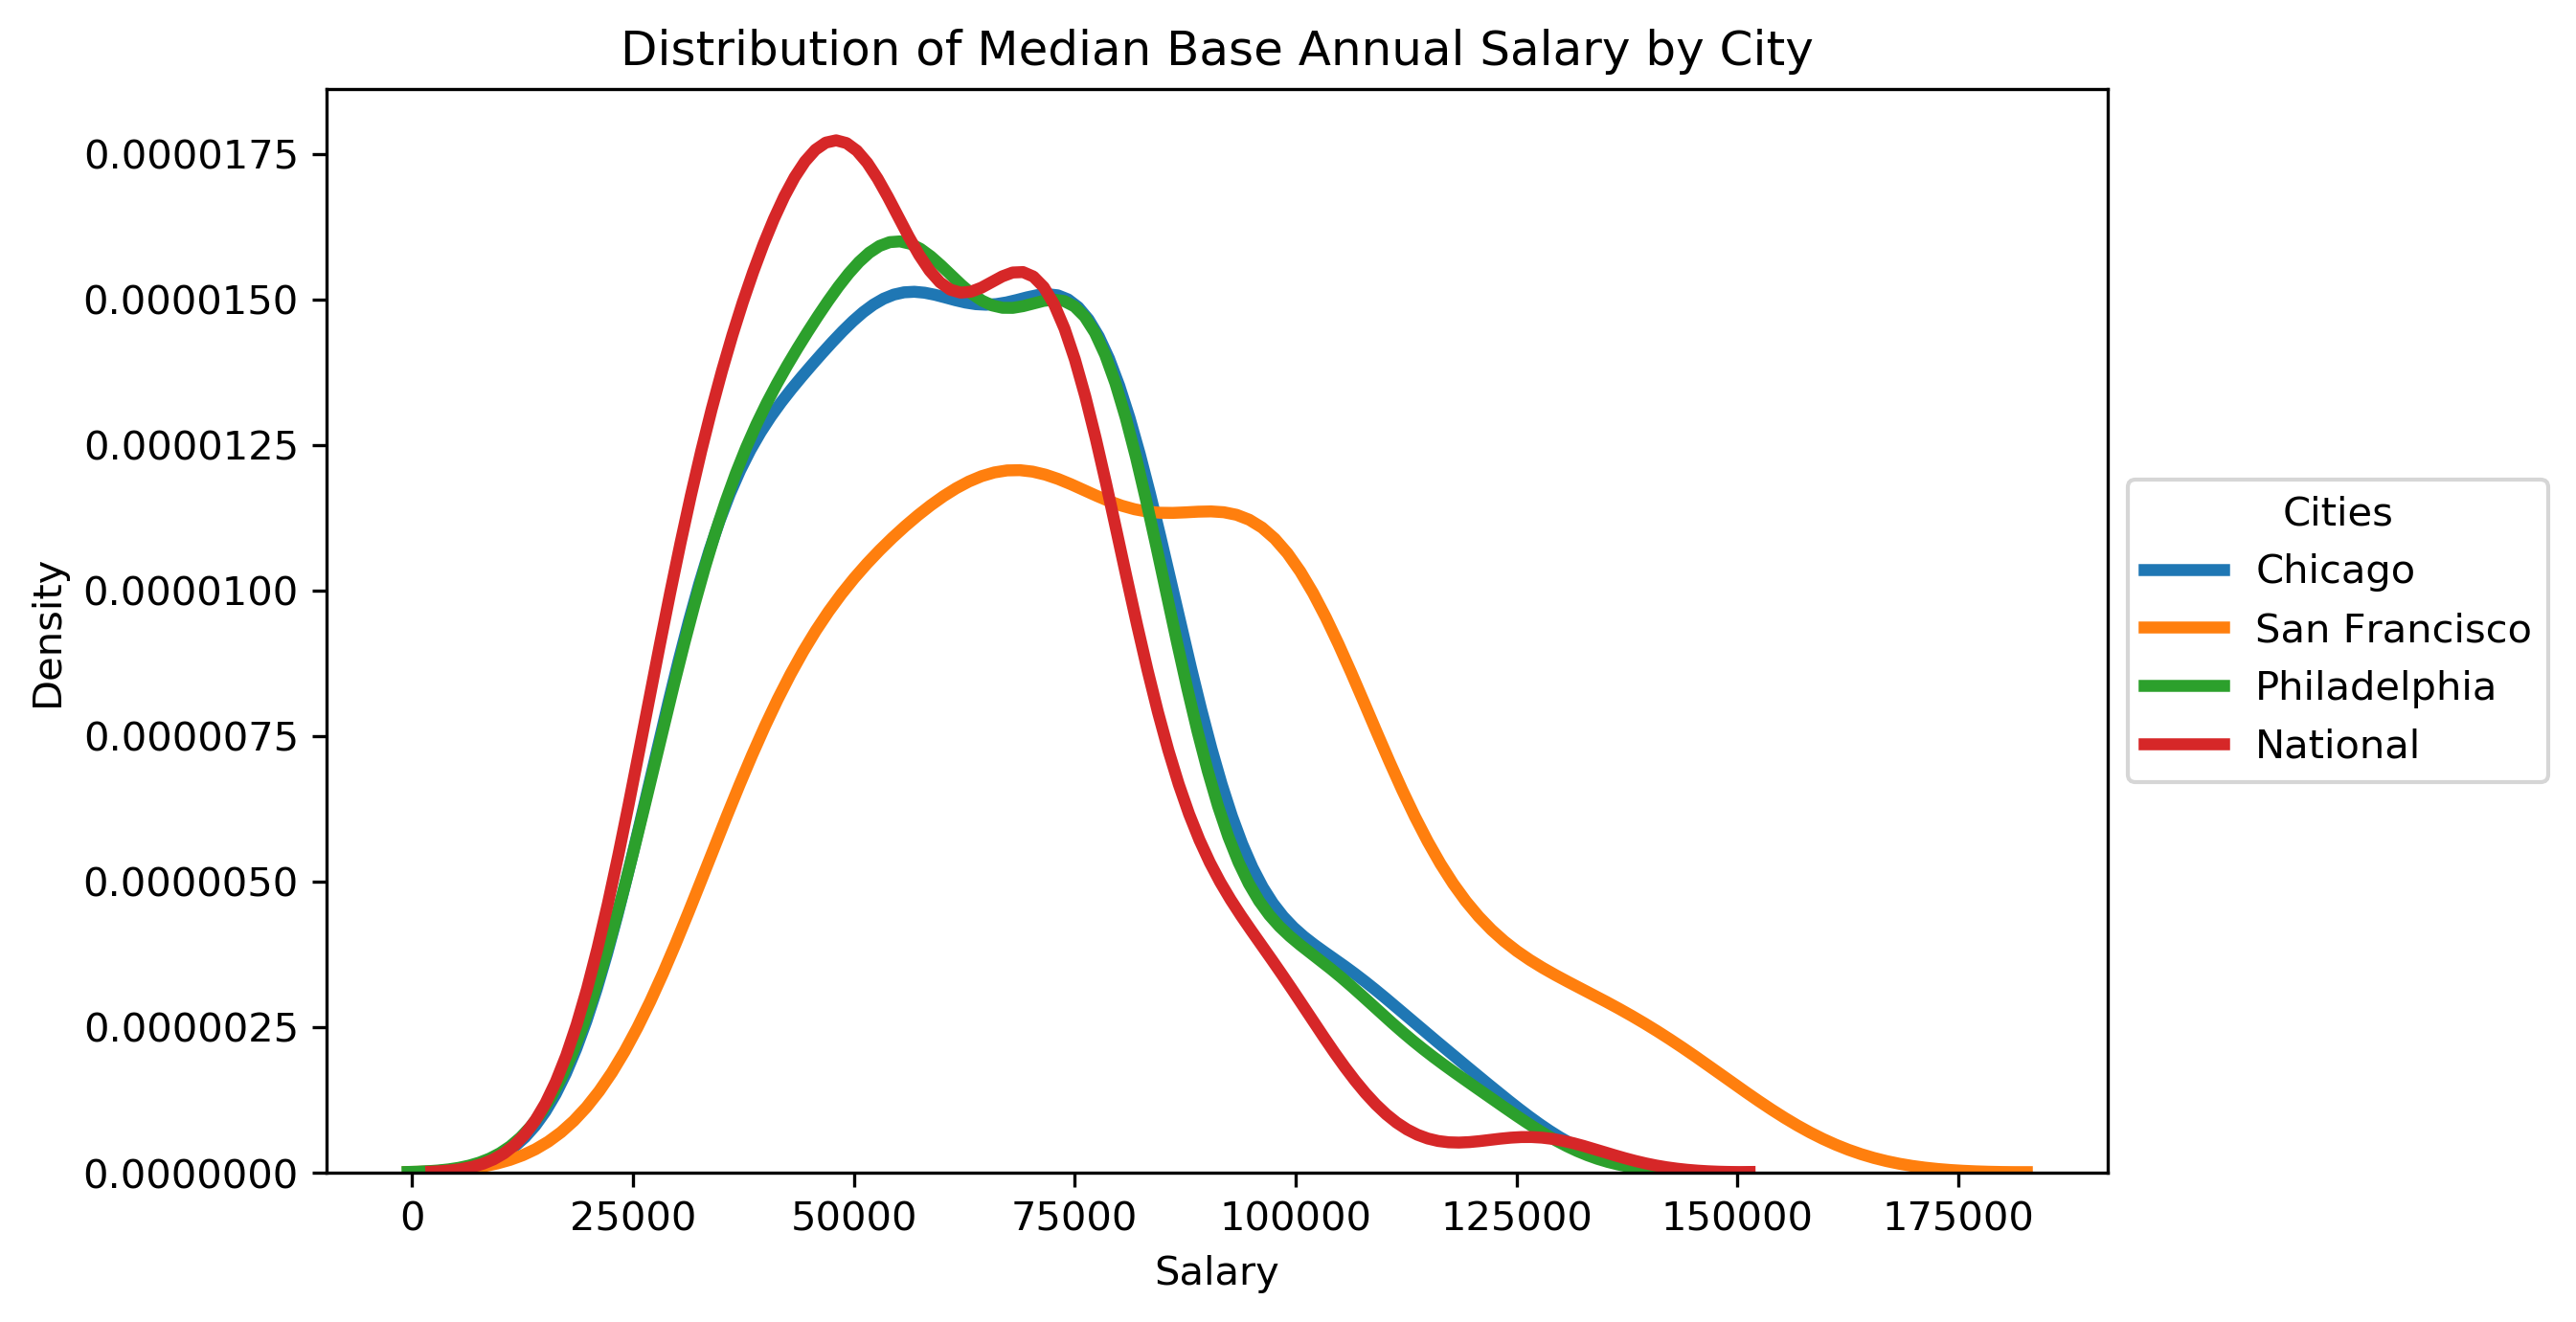 Distribution of Median Base Annual Salary by City
0.0000175
0.0000150
0.0000125
0.0000100
0.0000075
0.0000050
0.0000025
0.0000000
Density
0 25000 50000 75000 100000 125000 150000 175000
Salary
Cities
Chicago
San Francisco
Philadelphia
National